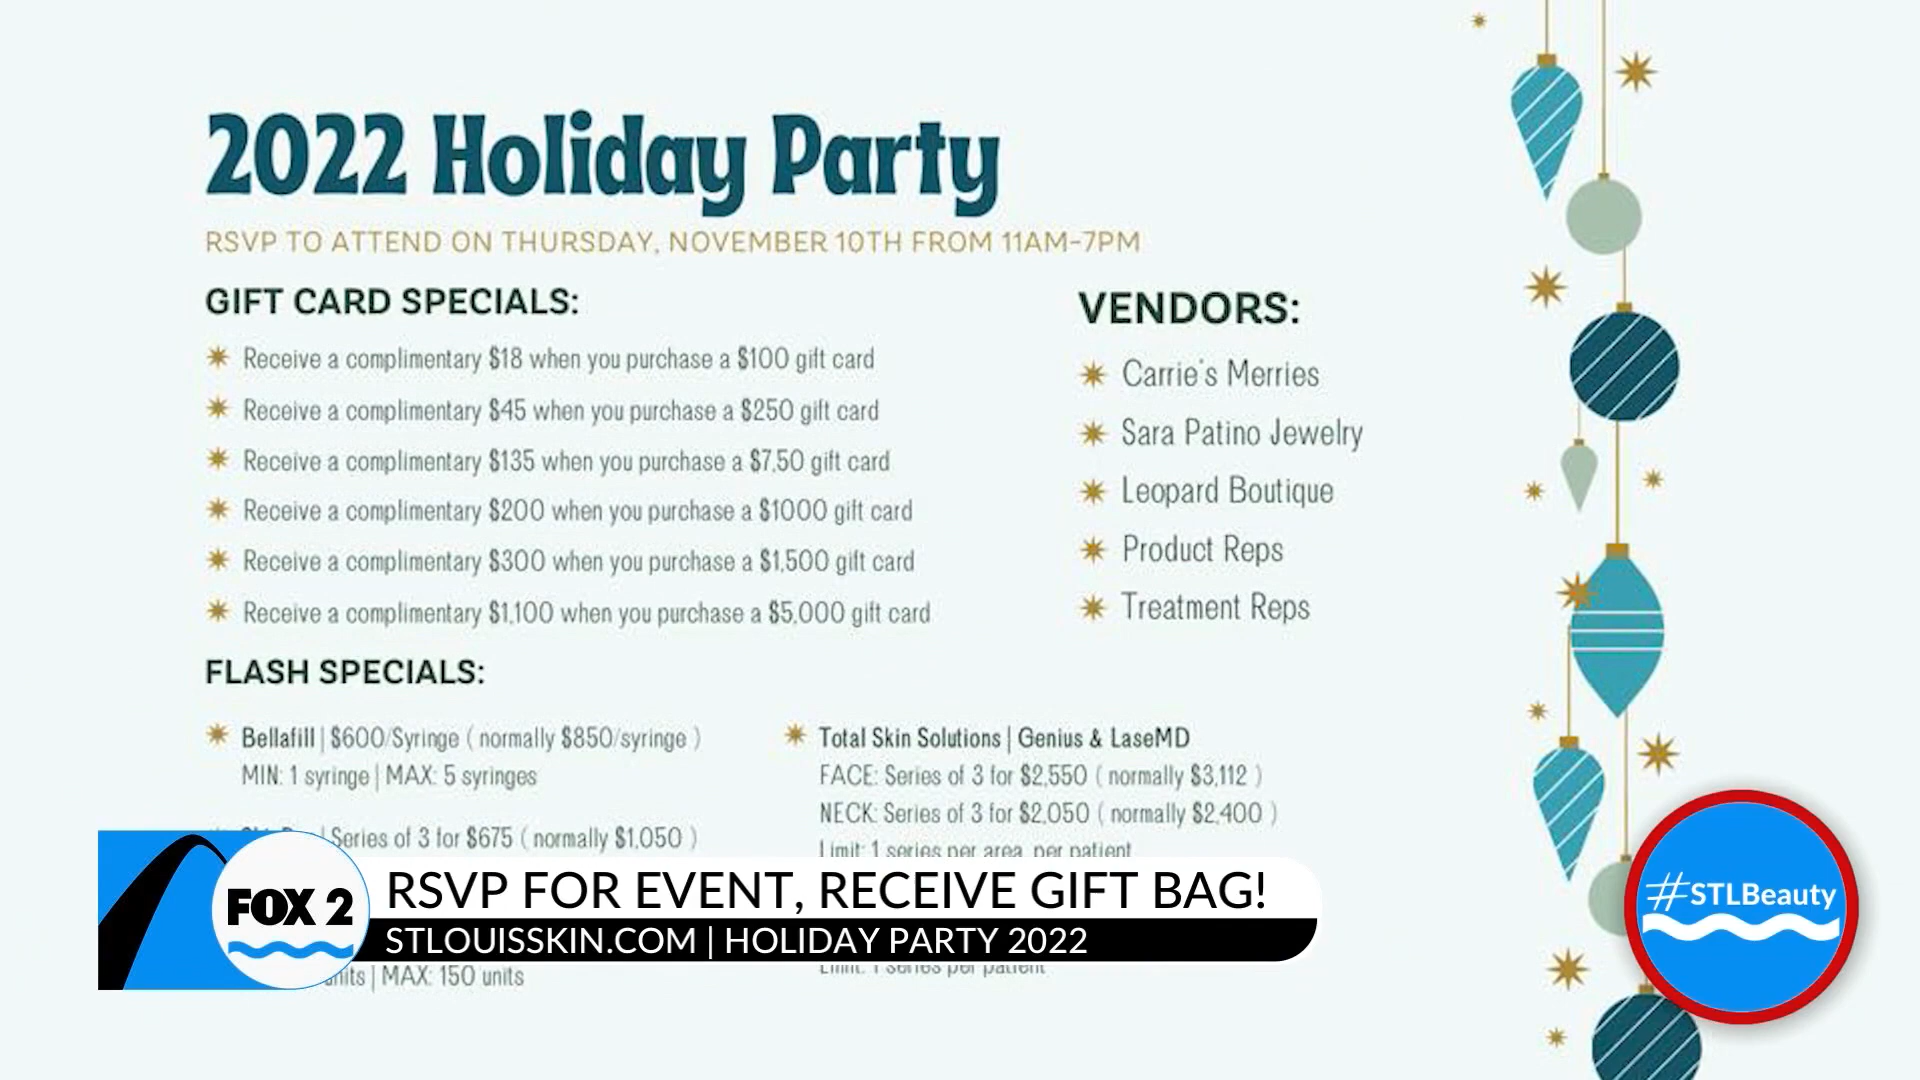 2022 Holiday Party
RSVP TO ATTEND ON THURSDAY, NOVEMBER 10TH FROM 11AM-7PM
GIFT CARD SPECIALS:
Receive a complimentary $18 when you purchase a $100 gift card
Receive a complimentary $45 when you purchase a $250 gift card
Receive a complimentary $135 when you purchase a $7,50 gift card
Receive a complimentary $200 when you purchase a $1000 gift card
Receive a complimentary $300 when you purchase a $1,500 gift card
Receive a complimentary $1,100 when you purchase a $5,000 gift card
VENDORS:
Carrie's Merries
Sara Patino Jewelry
Leopard Boutique
Product Reps
Treatment Reps
FLASH SPECIALS:
Bellafill | $600/Syringe ( normally $850/syringe )
MIN: 1 syringe | MAX: 5 syringes
| Series of 3 for $675 ( normally $1,050 )
units | MAX: 150 units
Total Skin Solutions | Genius & LaseMD
FACE: Series of 3 for $2,550 ( normally $3,112 )
NECK: Series of 3 for $2,050 ( normally $2,400 )
Limit: 1 series per area, per patient
Limit: 1 series per patient
FOX 2
RSVP FOR EVENT, RECEIVE GIFT BAG!
STLOUISSKIN.COM | HOLIDAY PARTY 2022
#STLBeauty